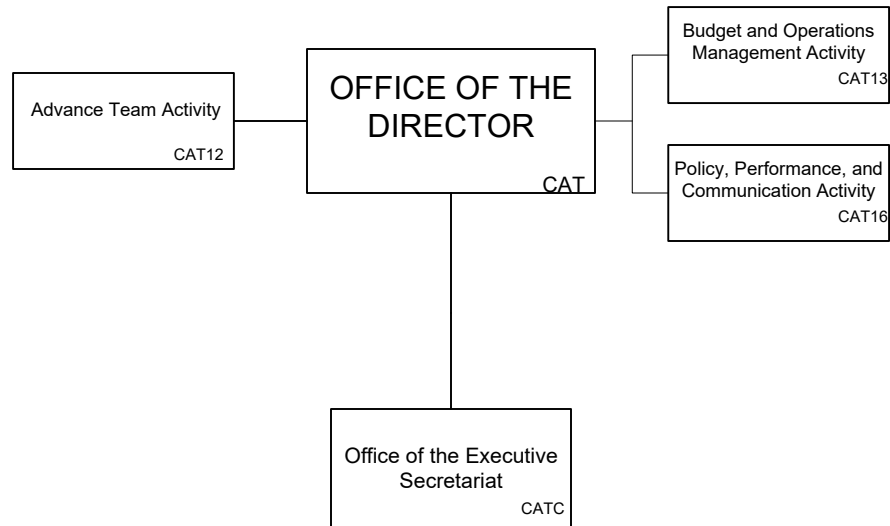 Budget and Operations
Management Activity
CAT13
OFFICE OF THE
DIRECTOR
CAT
Advance Team Activity
CAT12
Policy, Performance, and
Communication Activity
CAT16
Office of the Executive
Secretariat
CATC